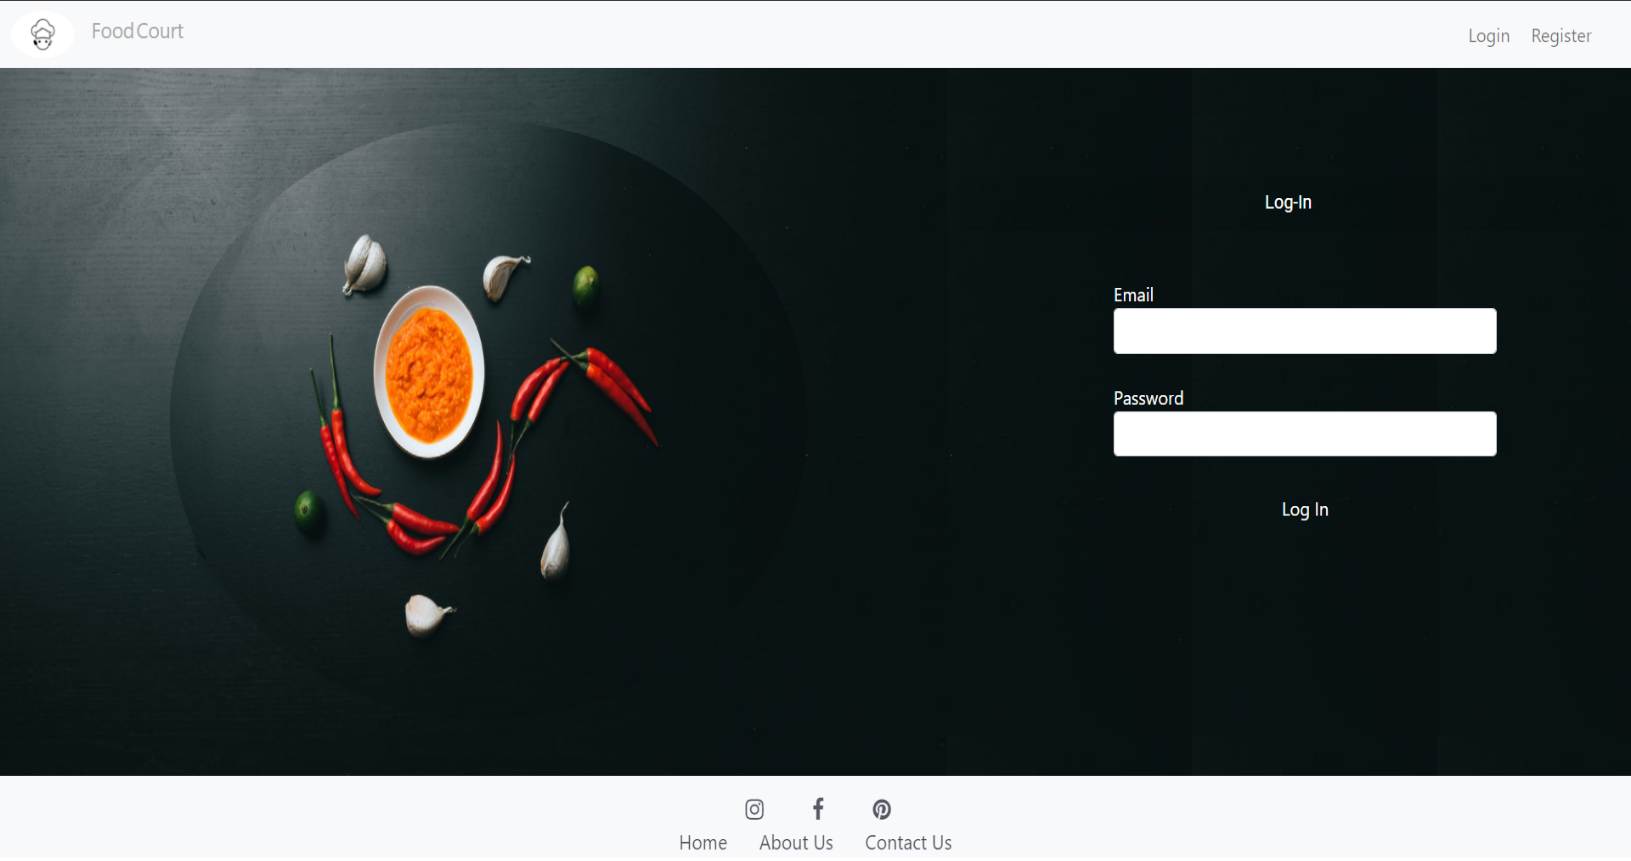 Food Court
Login Register
Log-In
Email
Password
Log In
Home About Us Contact Us